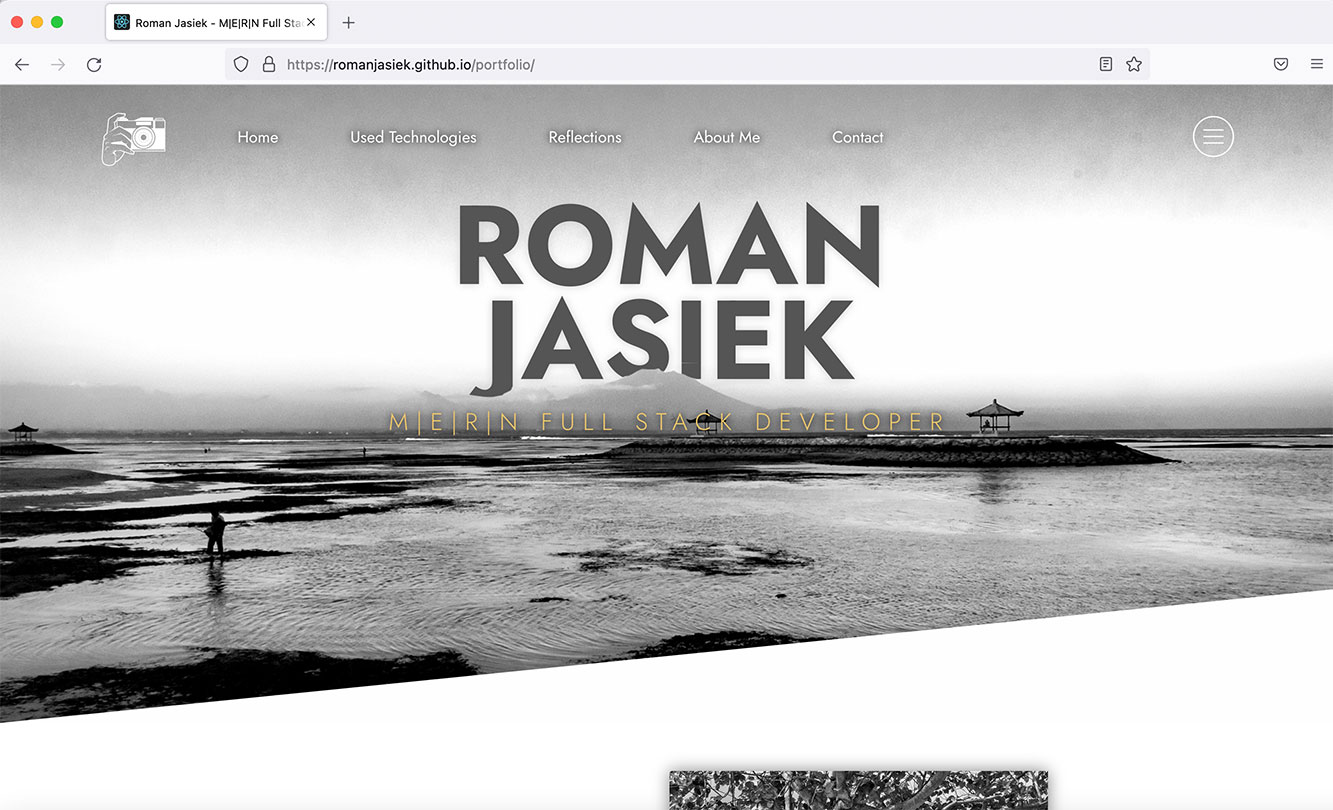 Roman Jasiek - M|E|R|N Full Sta
https://romanjasiek.github.io/portfolio/
Home Used Technologies Reflections About Me Contact
ROMAN
JASIEK
M|E|R|N FULL STACK DEVELOPER